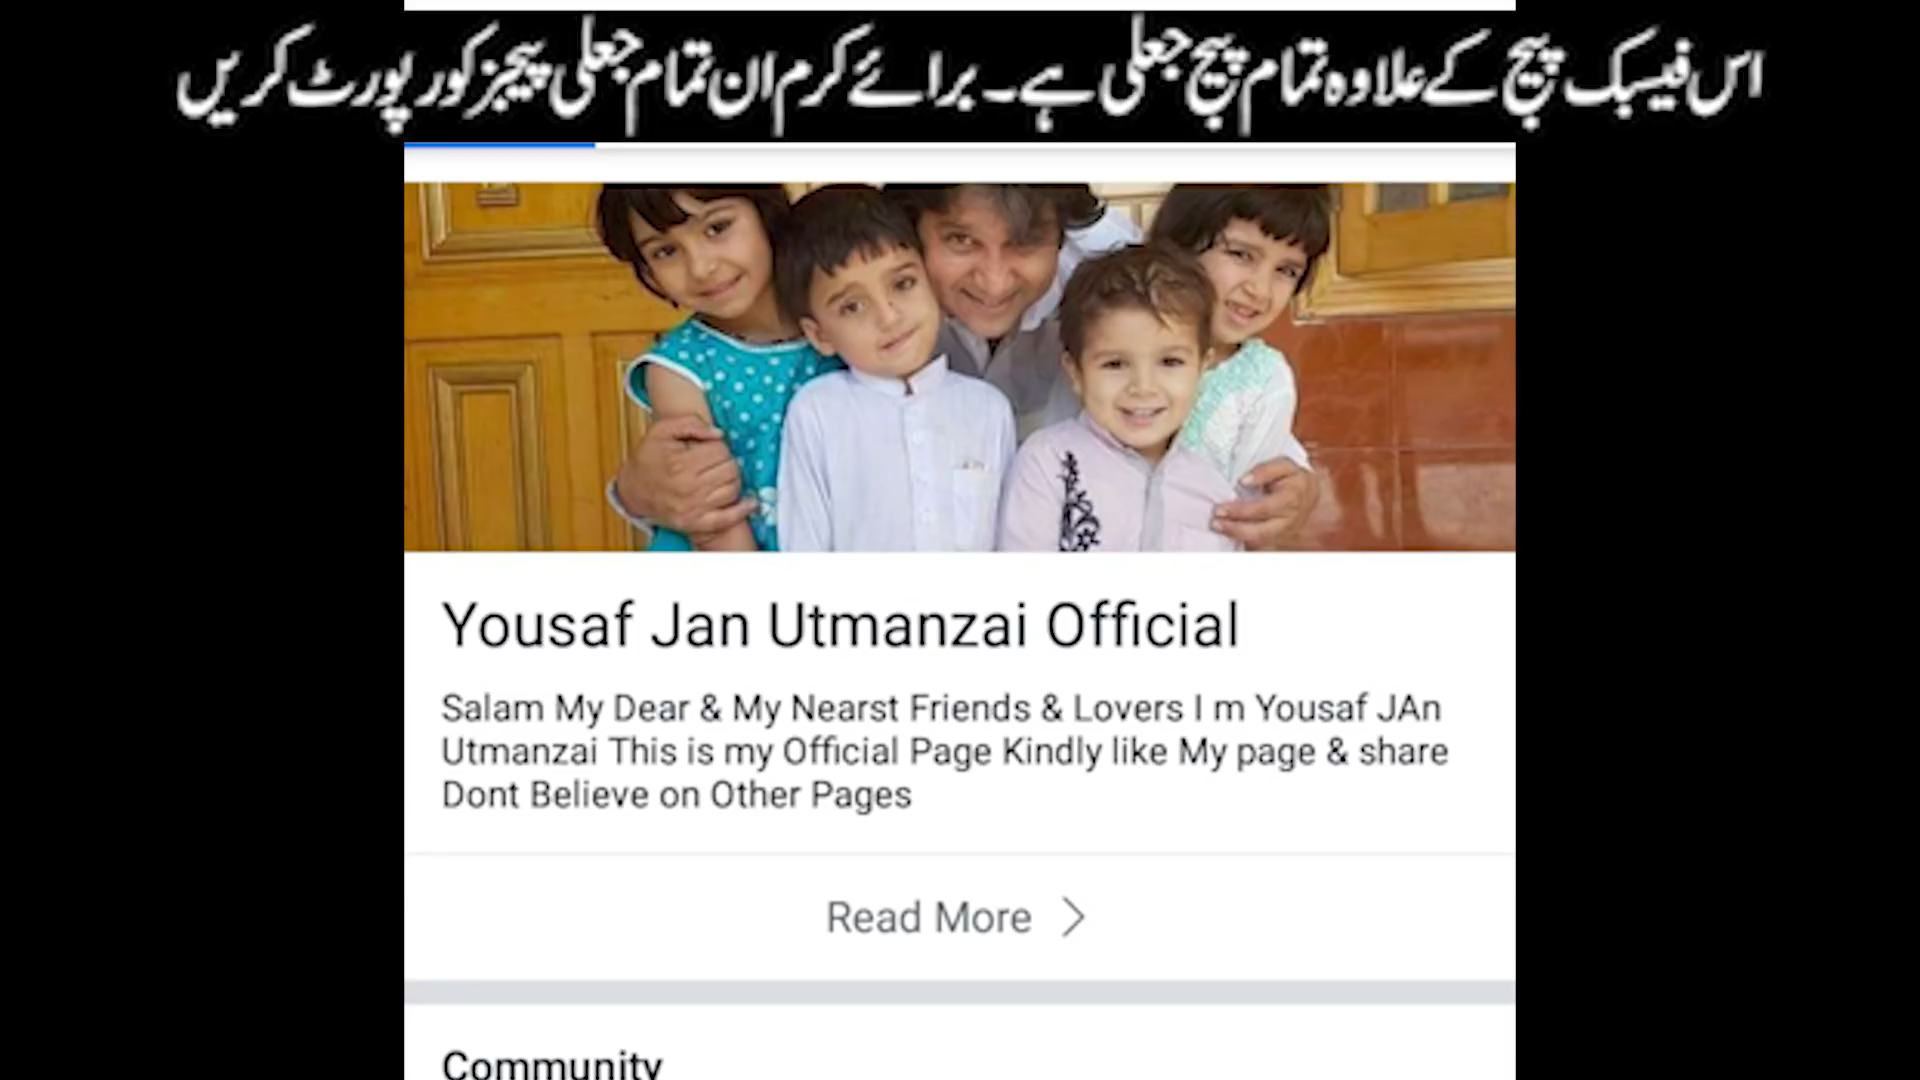 اس فیسبک پیج کے علاوہ تمام پیج جعلی ہے۔ برائے کرم ان تمام جعلی پیجز کو رپورٹ کریں
Yousaf Jan Utmanzai Official
Salam My Dear & My Nearst Friends & Lovers I m Yousaf JAn
Utmanzai This is my Official Page Kindly like My page & share
Dont Believe on Other Pages
Read More
Community